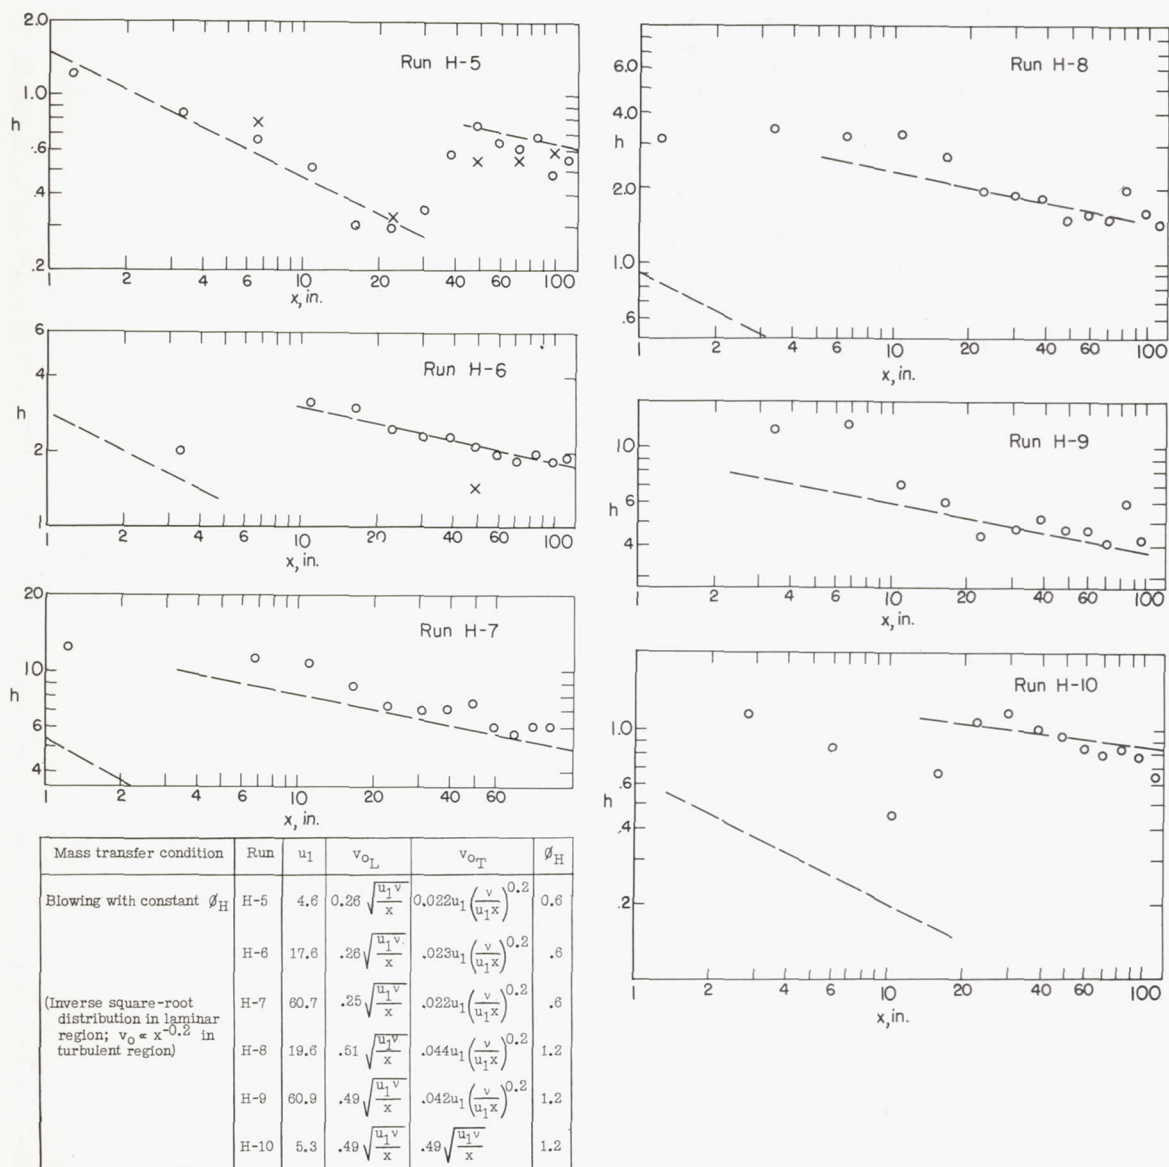 Run H-5
2.0
1.0
h
.6
.4
.2
1 2 4 6 10 20 40 60 100
x, in.
Run H-6
6
4
h
2
1
1 2 4 6 10 20 40 60 100
x, in.
Run H-7
20
10
h
6
4
1 2 4 6 10 20 40 60
x, in.
Mass transfer condition Run u₁ v₀L v₀T ∅H
Blowing with constant ∅H H-5 4.6 0.26 √(u₁ν/x) 0.022u₁(ν/u₁x)^0.2 0.6
H-6 17.6 .26 √(u₁ν/x) .023u₁(ν/u₁x)^0.2 .6
(Inverse square-root H-7 60.7 .25 √(u₁ν/x) .022u₁(ν/u₁x)^0.2 .6
distribution in laminar
region; v₀ ∝ x^-0.2 in
turbulent region) H-8 19.6 .51 √(u₁ν/x) .044u₁(ν/u₁x)^0.2 1.2
H-9 60.9 .49 √(u₁ν/x) .042u₁(ν/u₁x)^0.2 1.2
H-10 5.3 .49 √(u₁ν/x) .49 √(u₁ν/x) 1.2
Run H-8
6.0
4.0
h
2.0
1.0
.6
1 2 4 6 10 20 40 60 100
x, in.
Run H-9
10
6
h
4
1 2 4 6 10 20 40 60 100
x, in.
Run H-10
1.0
.6
h
.4
.2
1 2 4 6 10 20 40 60 100
x, in.